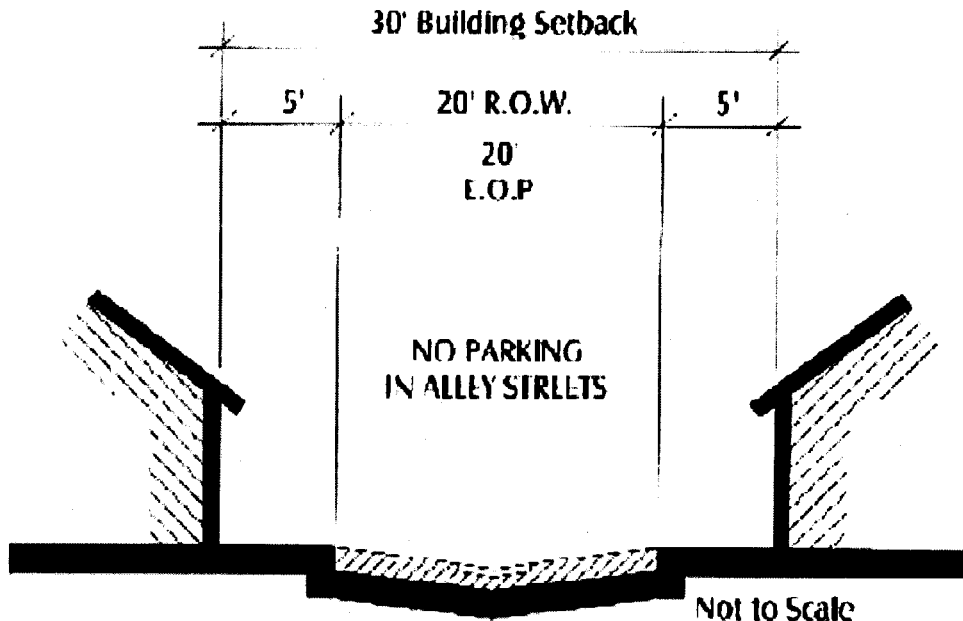 30' Building Setback
5' 20' R.O.W. 5'
20'
E.O.P
NO PARKING
IN ALLEY STREETS
Not to Scale